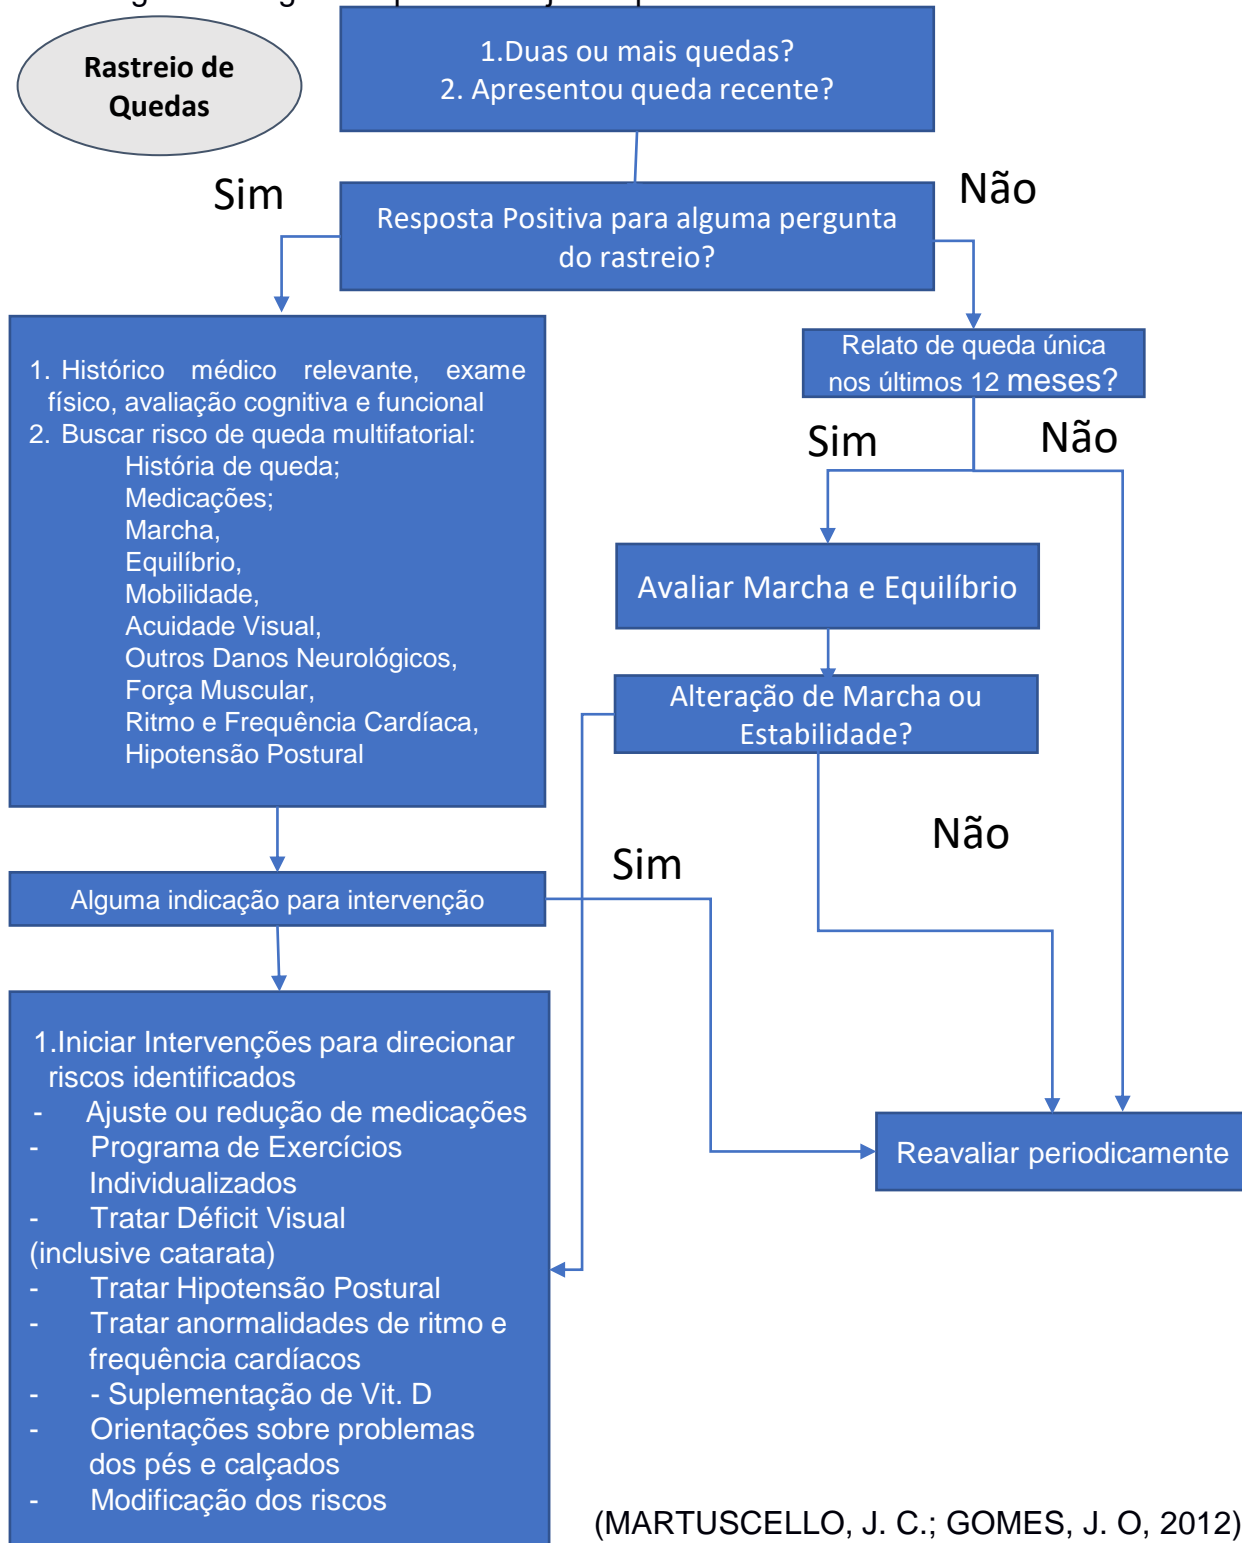 Rastreio de
Quedas
1.Duas ou mais quedas?
2. Apresentou queda recente?
Sim
Não
Resposta Positiva para alguma pergunta
do rastreio?
1. Histórico médico relevante, exame
físico, avaliação cognitiva e funcional
2. Buscar risco de queda multifatorial:
História de queda;
Medicações;
Marcha,
Equilíbrio,
Mobilidade,
Acuidade Visual,
Outros Danos Neurológicos,
Força Muscular,
Ritmo e Frequência Cardíaca,
Hipotensão Postural
Relato de queda única
nos últimos 12 meses?
Sim
Não
Avaliar Marcha e Equilíbrio
Alteração de Marcha ou
Estabilidade?
Não
Sim
Alguma indicação para intervenção
1.Iniciar Intervenções para direcionar
riscos identificados
- Ajuste ou redução de medicações
- Programa de Exercícios
Individualizados
- Tratar Déficit Visual
(inclusive catarata)
- Tratar Hipotensão Postural
- Tratar anormalidades de ritmo e
frequência cardíacos
- - Suplementação de Vit. D
- Orientações sobre problemas
dos pés e calçados
- Modificação dos riscos
Reavaliar periodicamente
(MARTUSCELLO, J. C.; GOMES, J. O, 2012)